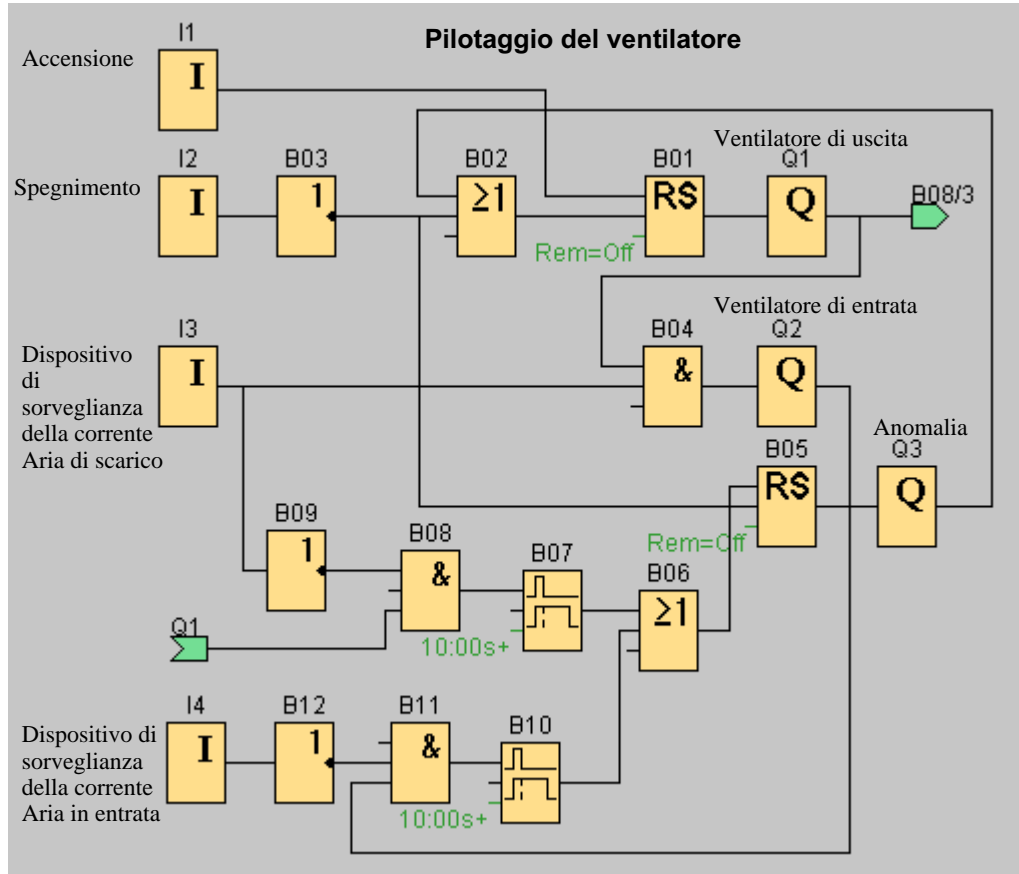 Pilotaggio del ventilatore
I1
Accensione
I
Ventilatore di uscita
I2
B03
B02
B01
Q1
Spegnimento
I
1
≥1
RS
Q
B08/3
Rem=Off
Ventilatore di entrata
I3
B04
Q2
Dispositivo
di
sorveglianza
della corrente
Aria di scarico
I
&
Q
Anomalia
B05
Q3
RS
Q
Rem=Off
B09
1
B08
&
B07
10:00s+
B06
≥1
Q1
I4
B12
B11
B10
Dispositivo di
sorveglianza
della corrente
Aria in entrata
I
1
&
10:00s+